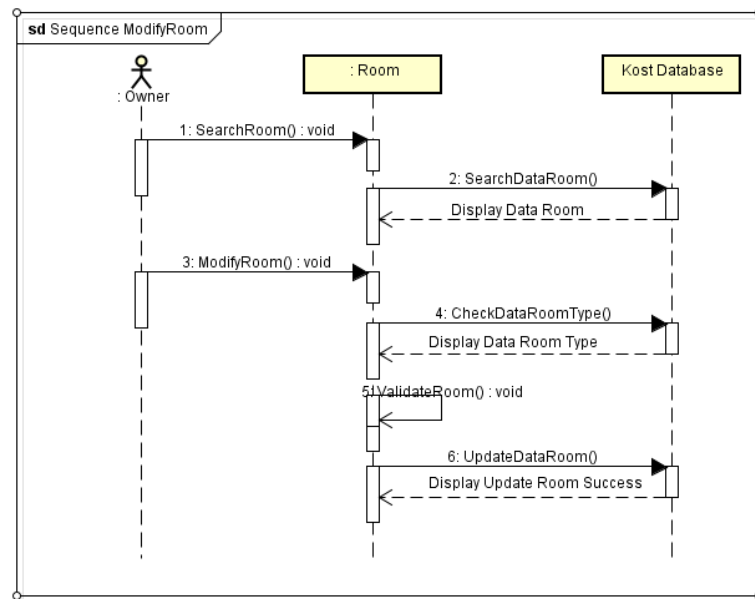 sd Sequence ModifyRoom
: Owner
: Room
Kost Database
1: SearchRoom() : void
2: SearchDataRoom()
Display Data Room
3: ModifyRoom() : void
4: CheckDataRoomType()
Display Data Room Type
5: ValidateRoom() : void
6: UpdateDataRoom()
Display Update Room Success